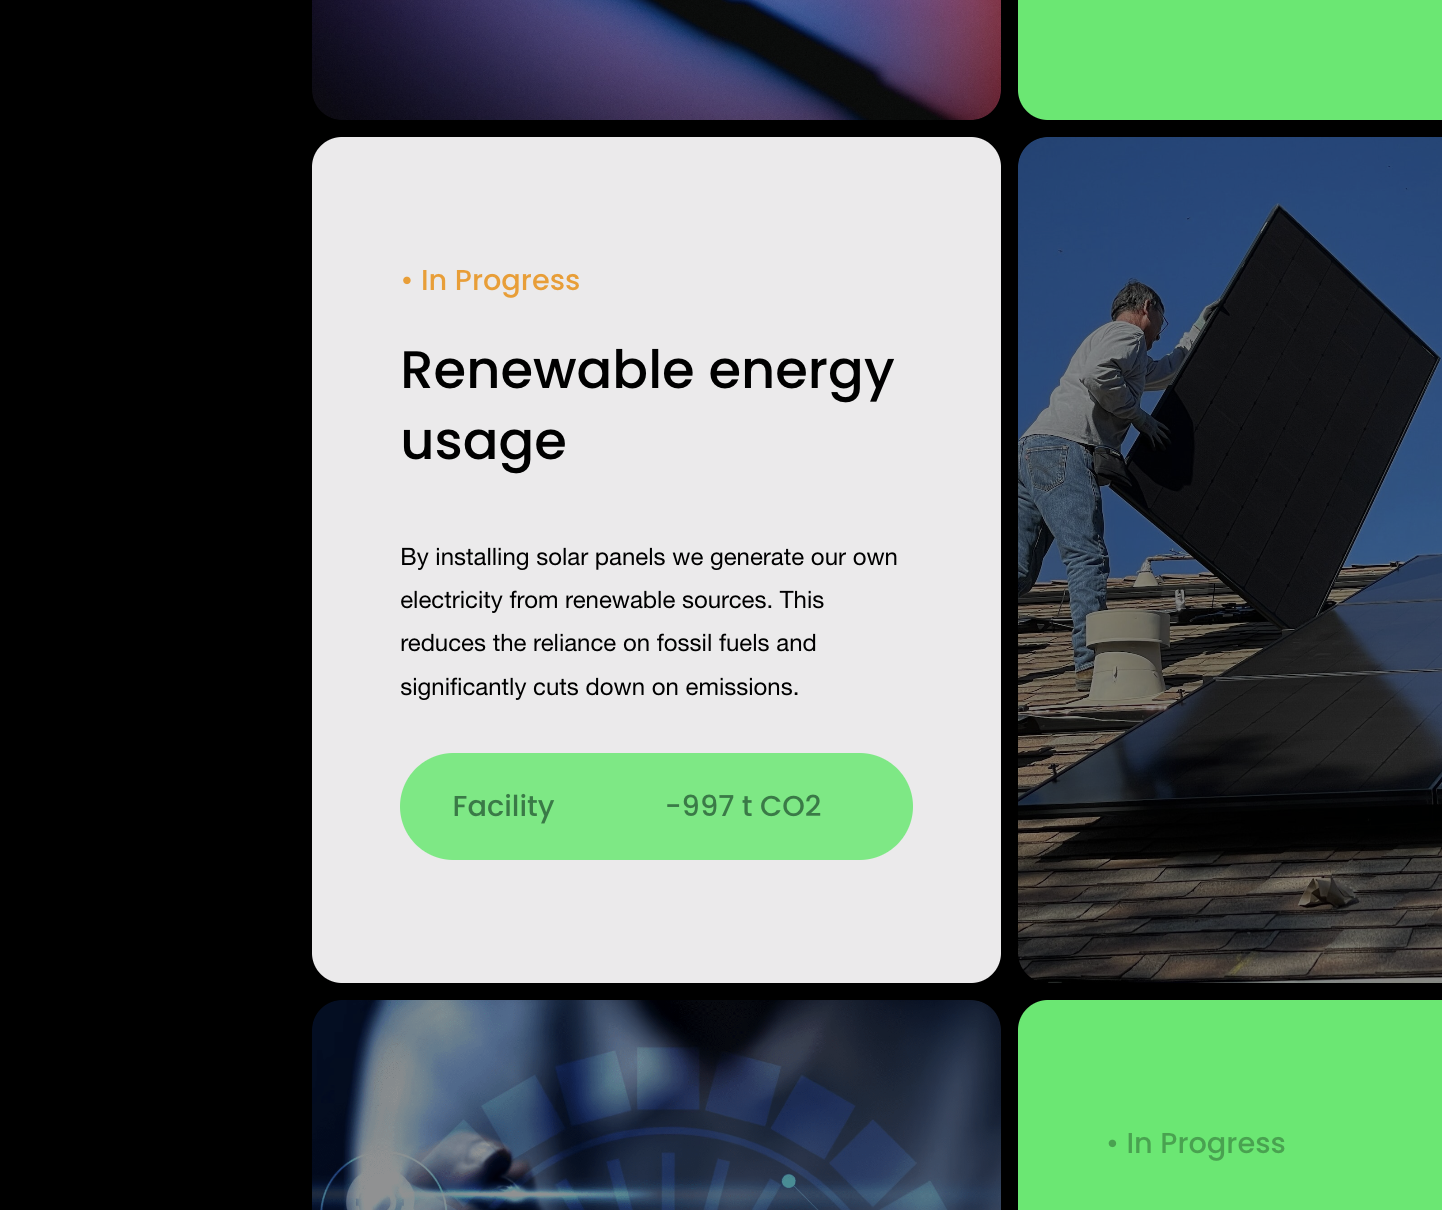 • In Progress
Renewable energy
usage
By installing solar panels we generate our own
electricity from renewable sources. This
reduces the reliance on fossil fuels and
significantly cuts down on emissions.
Facility -997 t CO2
• In Progress